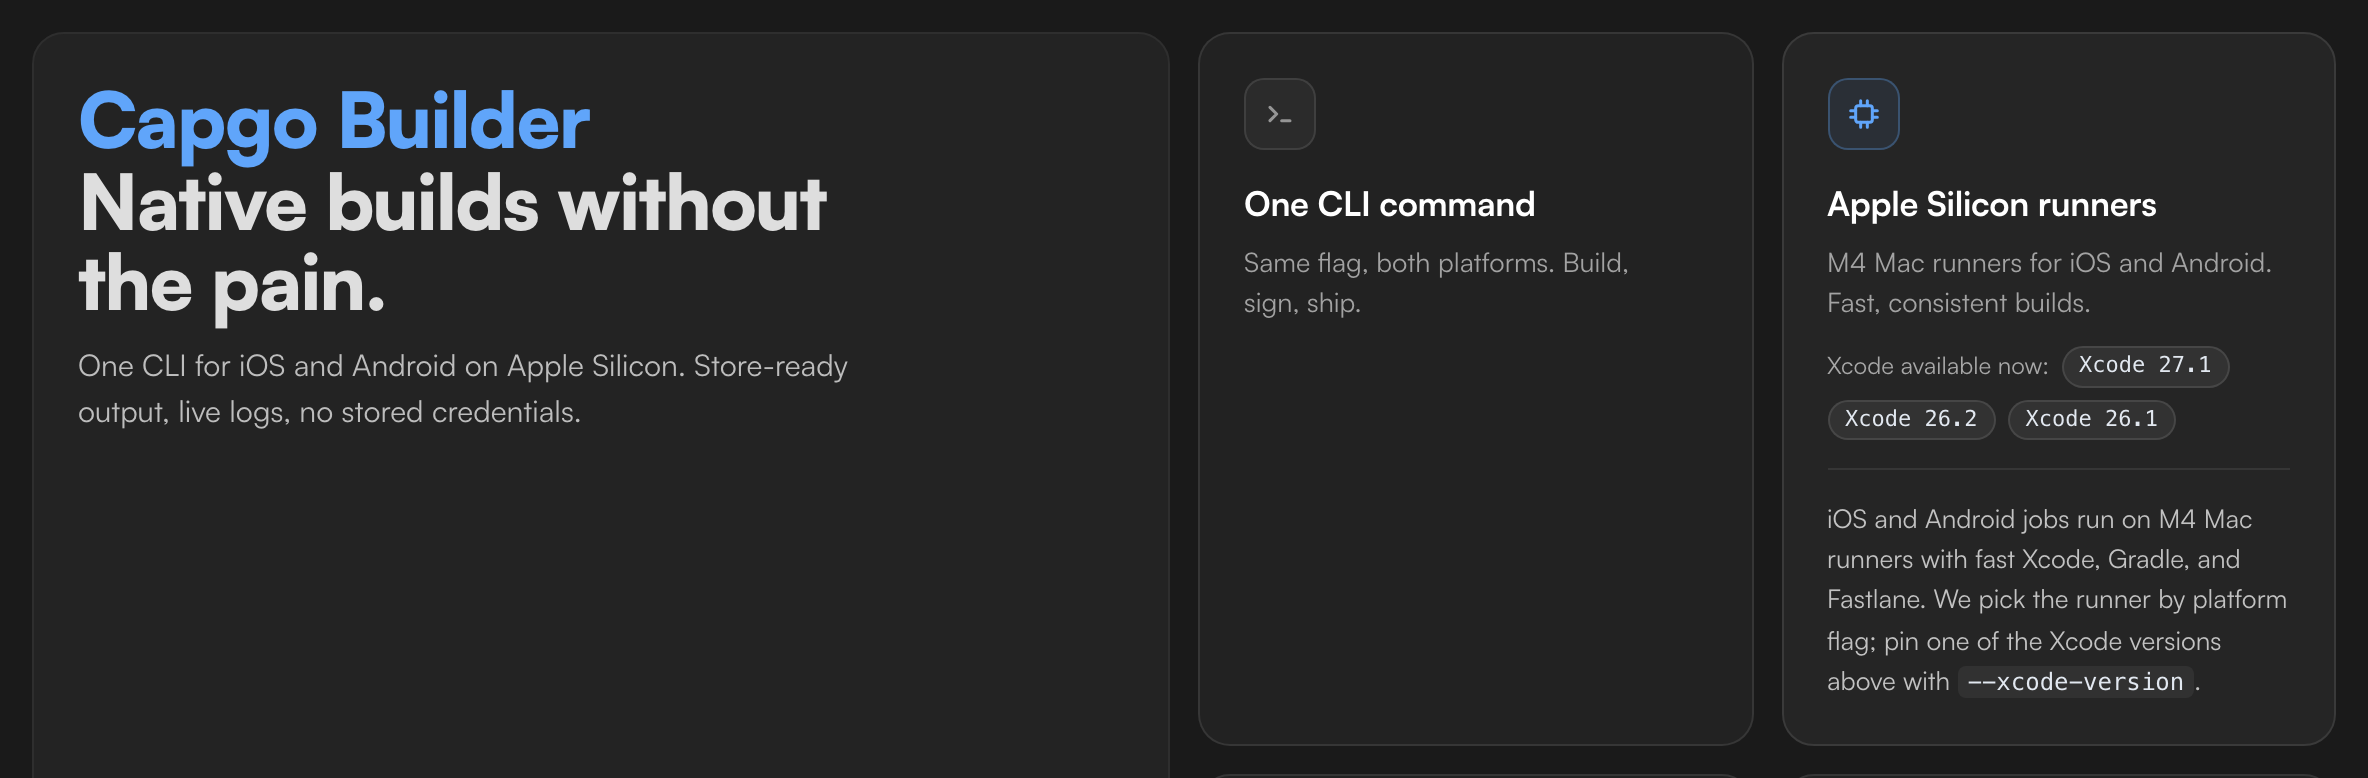 Capgo Builder
Native builds without
the pain.
One CLI for iOS and Android on Apple Silicon. Store-ready
output, live logs, no stored credentials.
One CLI command
Same flag, both platforms. Build,
sign, ship.
Apple Silicon runners
M4 Mac runners for iOS and Android.
Fast, consistent builds.
Xcode available now: Xcode 27.1
Xcode 26.2 Xcode 26.1
iOS and Android jobs run on M4 Mac
runners with fast Xcode, Gradle, and
Fastlane. We pick the runner by platform
flag; pin one of the Xcode versions
above with --xcode-version.